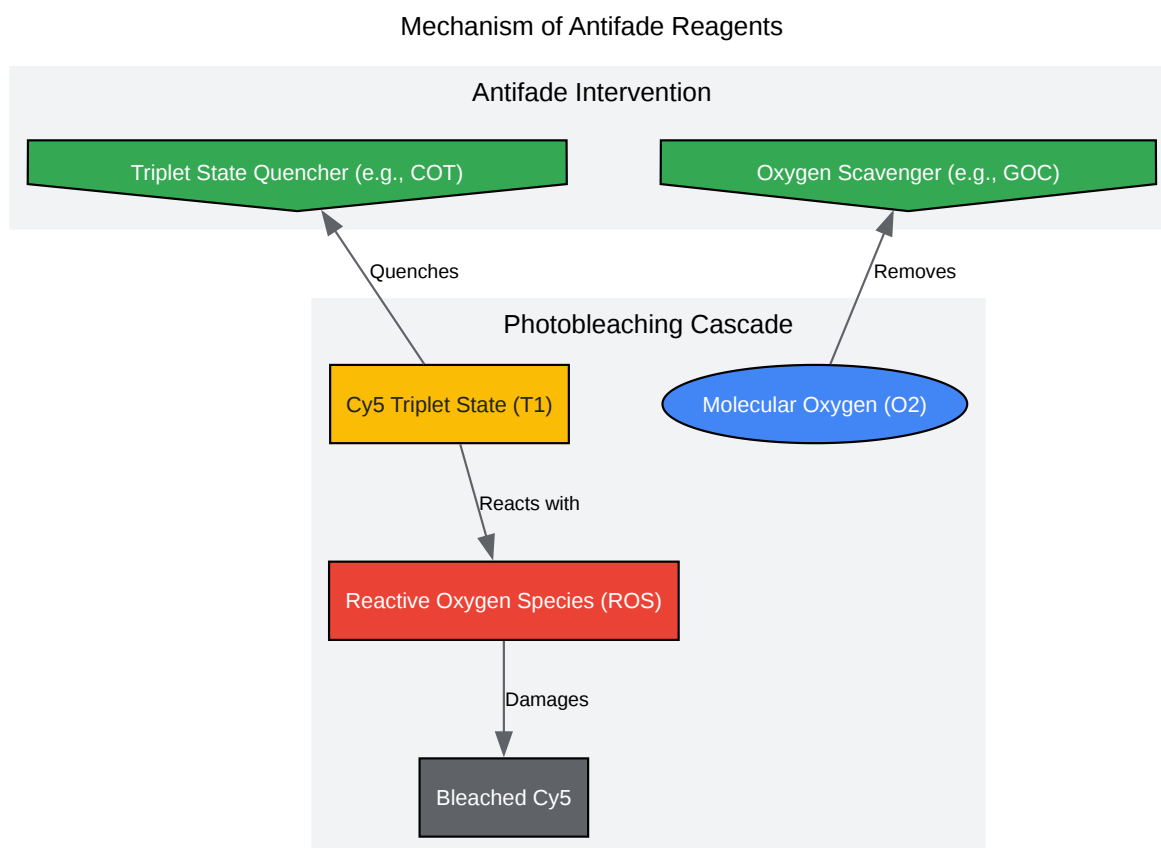 Mechanism of Antifade Reagents
Antifade Intervention
Triplet State Quencher (e.g., COT)
Oxygen Scavenger (e.g., GOC)
Quenches
Removes
Photobleaching Cascade
Cy5 Triplet State (T1)
Molecular Oxygen (O2)
Reacts with
Reactive Oxygen Species (ROS)
Damages
Bleached Cy5